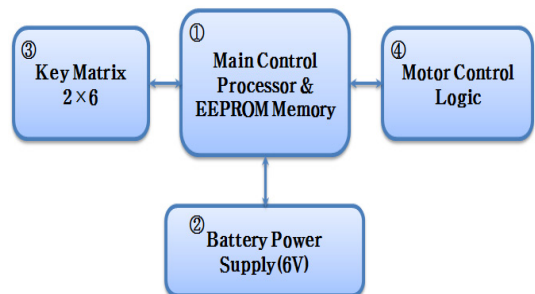 ①
Main Control
Processor &
EEPROM Memory
③
Key Matrix
2×6
④
Motor Control
Logic
②
Battery Power
Supply(6V)